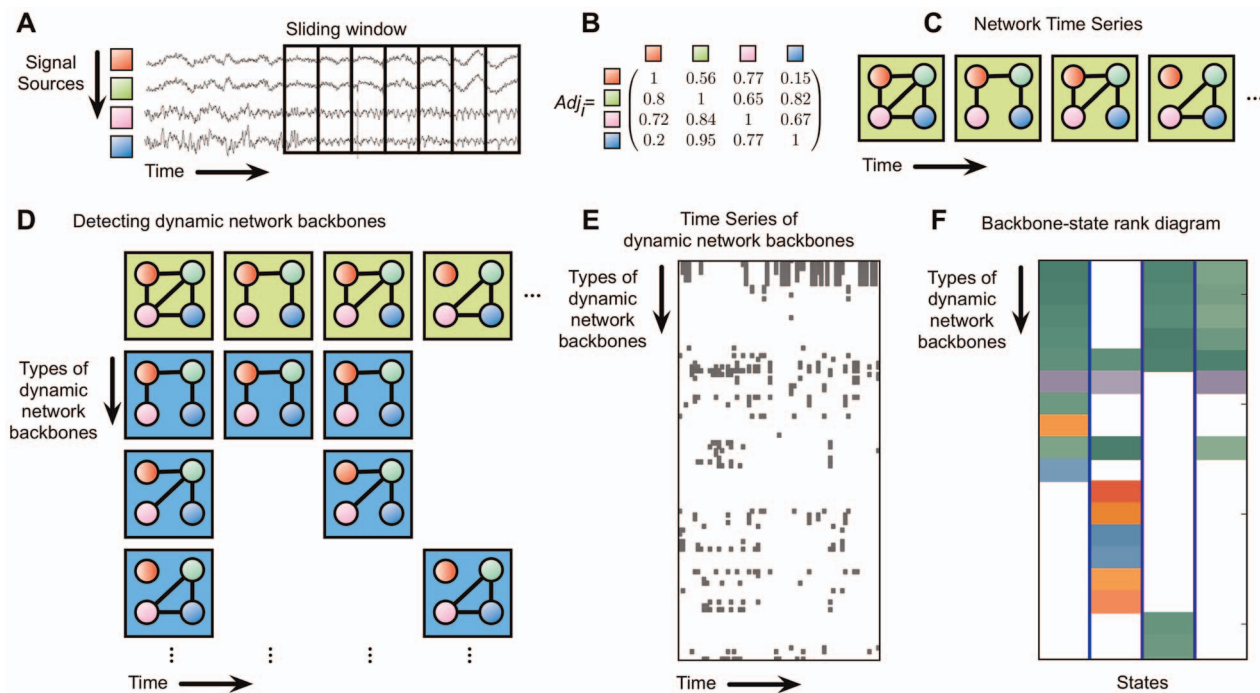 A
Sliding window
Signal
Sources
Time
B
Adj_i=
1 0.56 0.77 0.15
0.8 1 0.65 0.82
0.72 0.84 1 0.67
0.2 0.95 0.77 1
C
Network Time Series
...
Time
D
Detecting dynamic network backbones
...
Types of
dynamic
network
backbones
Time
E
Time Series of
dynamic network backbones
Types of
dynamic
network
backbones
Time
F
Backbone-state rank diagram
Types of
dynamic
network
backbones
States